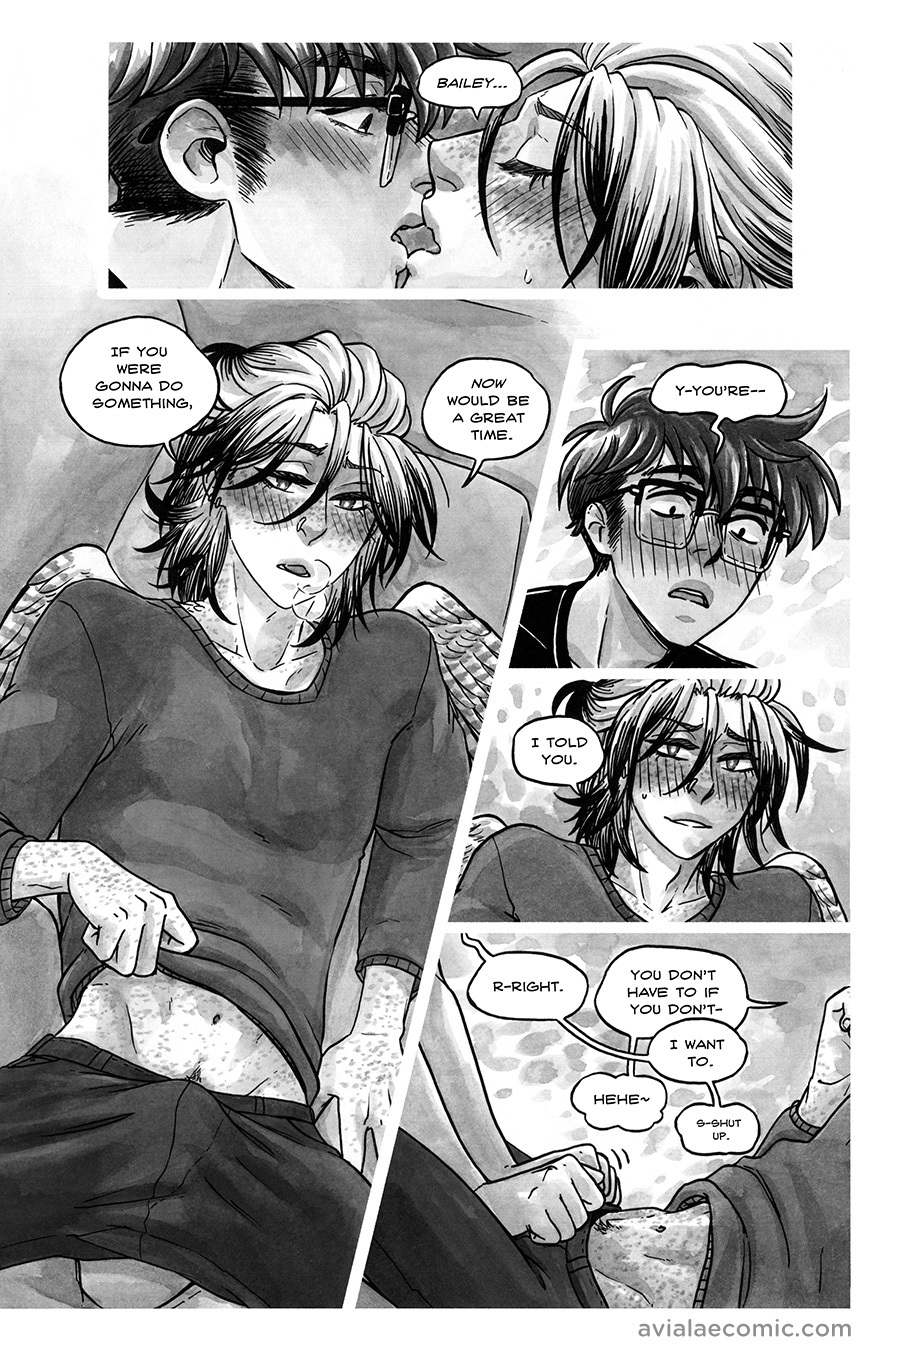 BAILEY...
IF YOU
WERE
GONNA DO
SOMETHING,
NOW
WOULD BE
A GREAT
TIME.
Y-YOU'RE--
I TOLD
YOU.
R-RIGHT.
YOU DON'T
HAVE TO IF
YOU DON'T-
I WANT
TO.
HEHE~
S-SHUT
UP.
avialaecomic.com